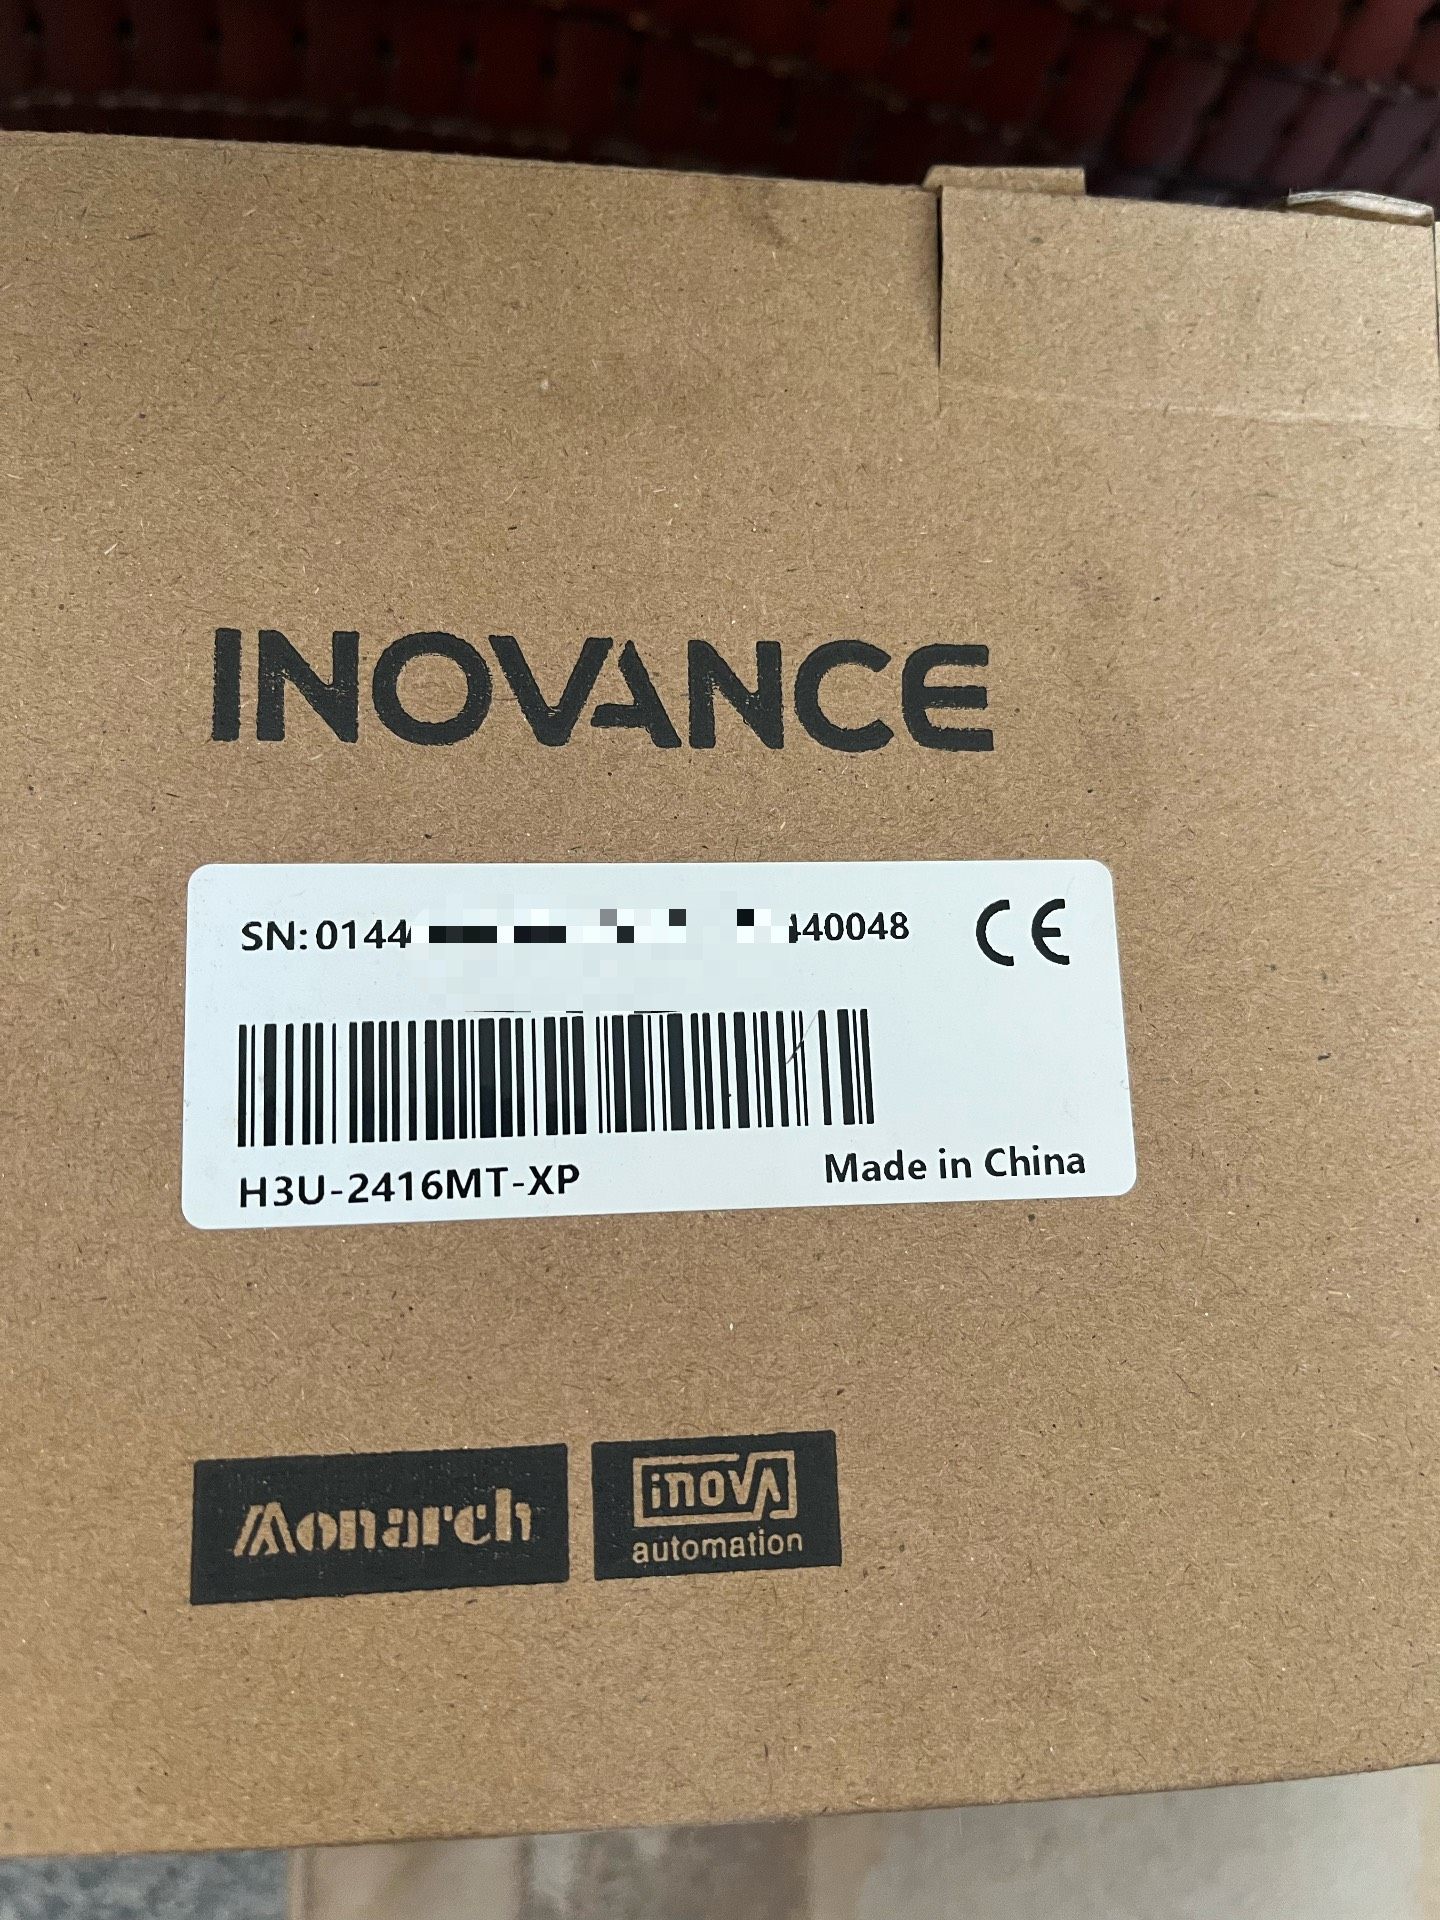 INOVANCE
SN:0144 40048 CE
H3U-2416MT-XP
Made in China
Monarch
inovA
automation